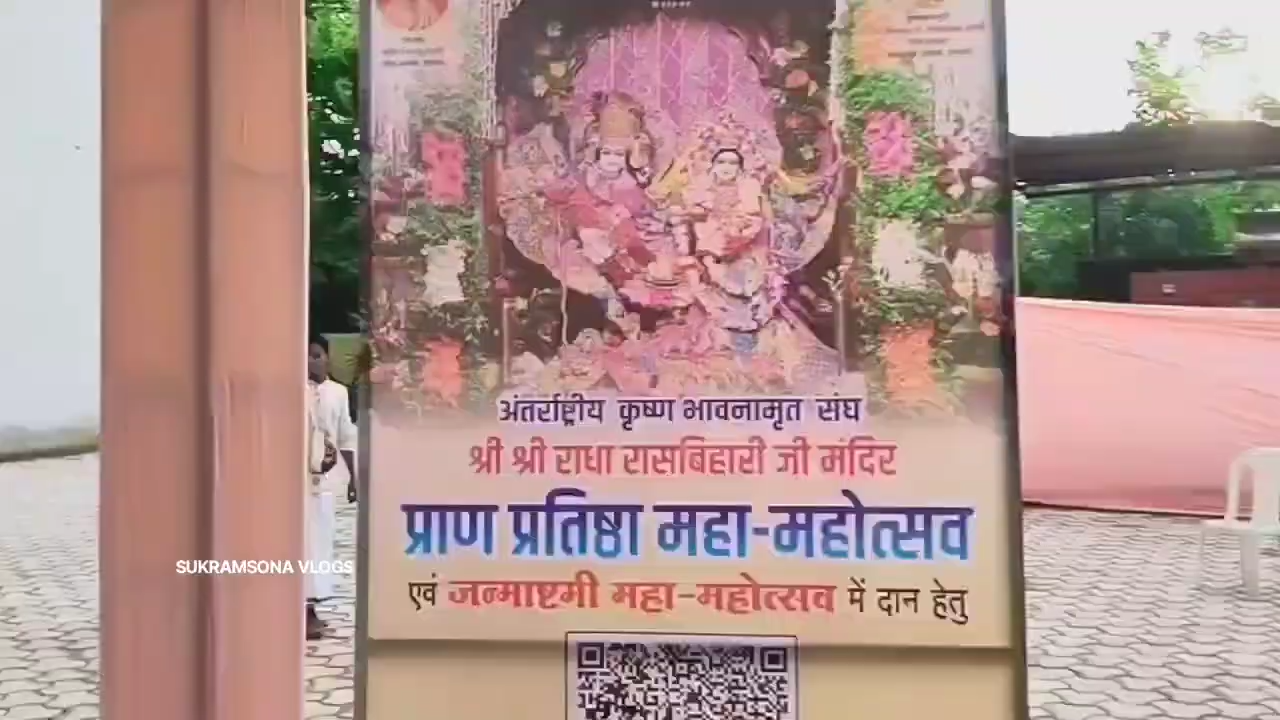 अंतर्राष्ट्रीय कृष्ण भावनामृत संघ
श्री श्री राधा रासबिहारी जी मंदिर
प्राण प्रतिष्ठा महा-महोत्सव
एवं जन्माष्टमी महा-महोत्सव में दान हेतु
SUKRAMSONA VLOGS